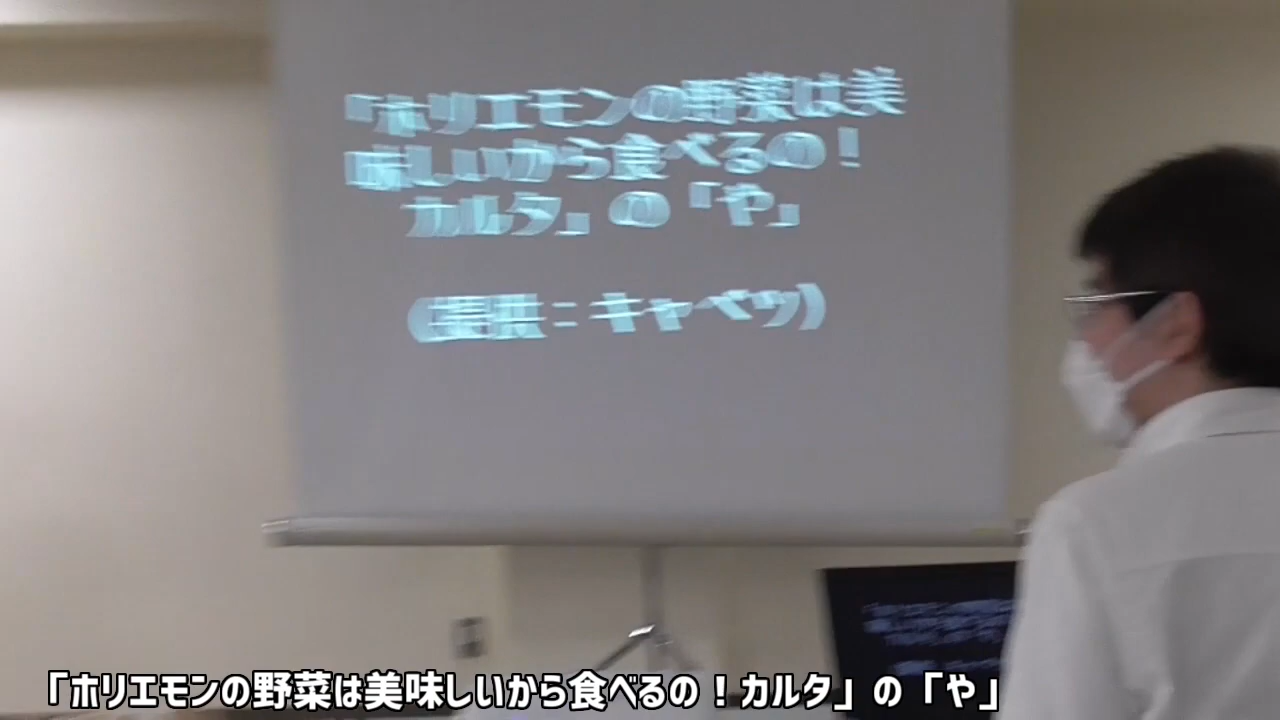 「ホリエモンの野菜は美
味しいから食べるの！
カルタ」の「や」
(裏照：キャベツ)
「ホリエモンの野菜は美味しいから食べるの！カルタ」の「や」